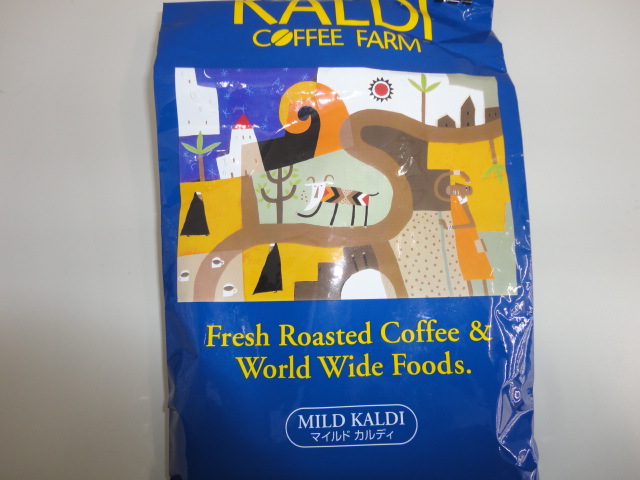 KALDI
COFFEE FARM
Fresh Roasted Coffee &
World Wide Foods.
MILD KALDI
マイルド カルディ